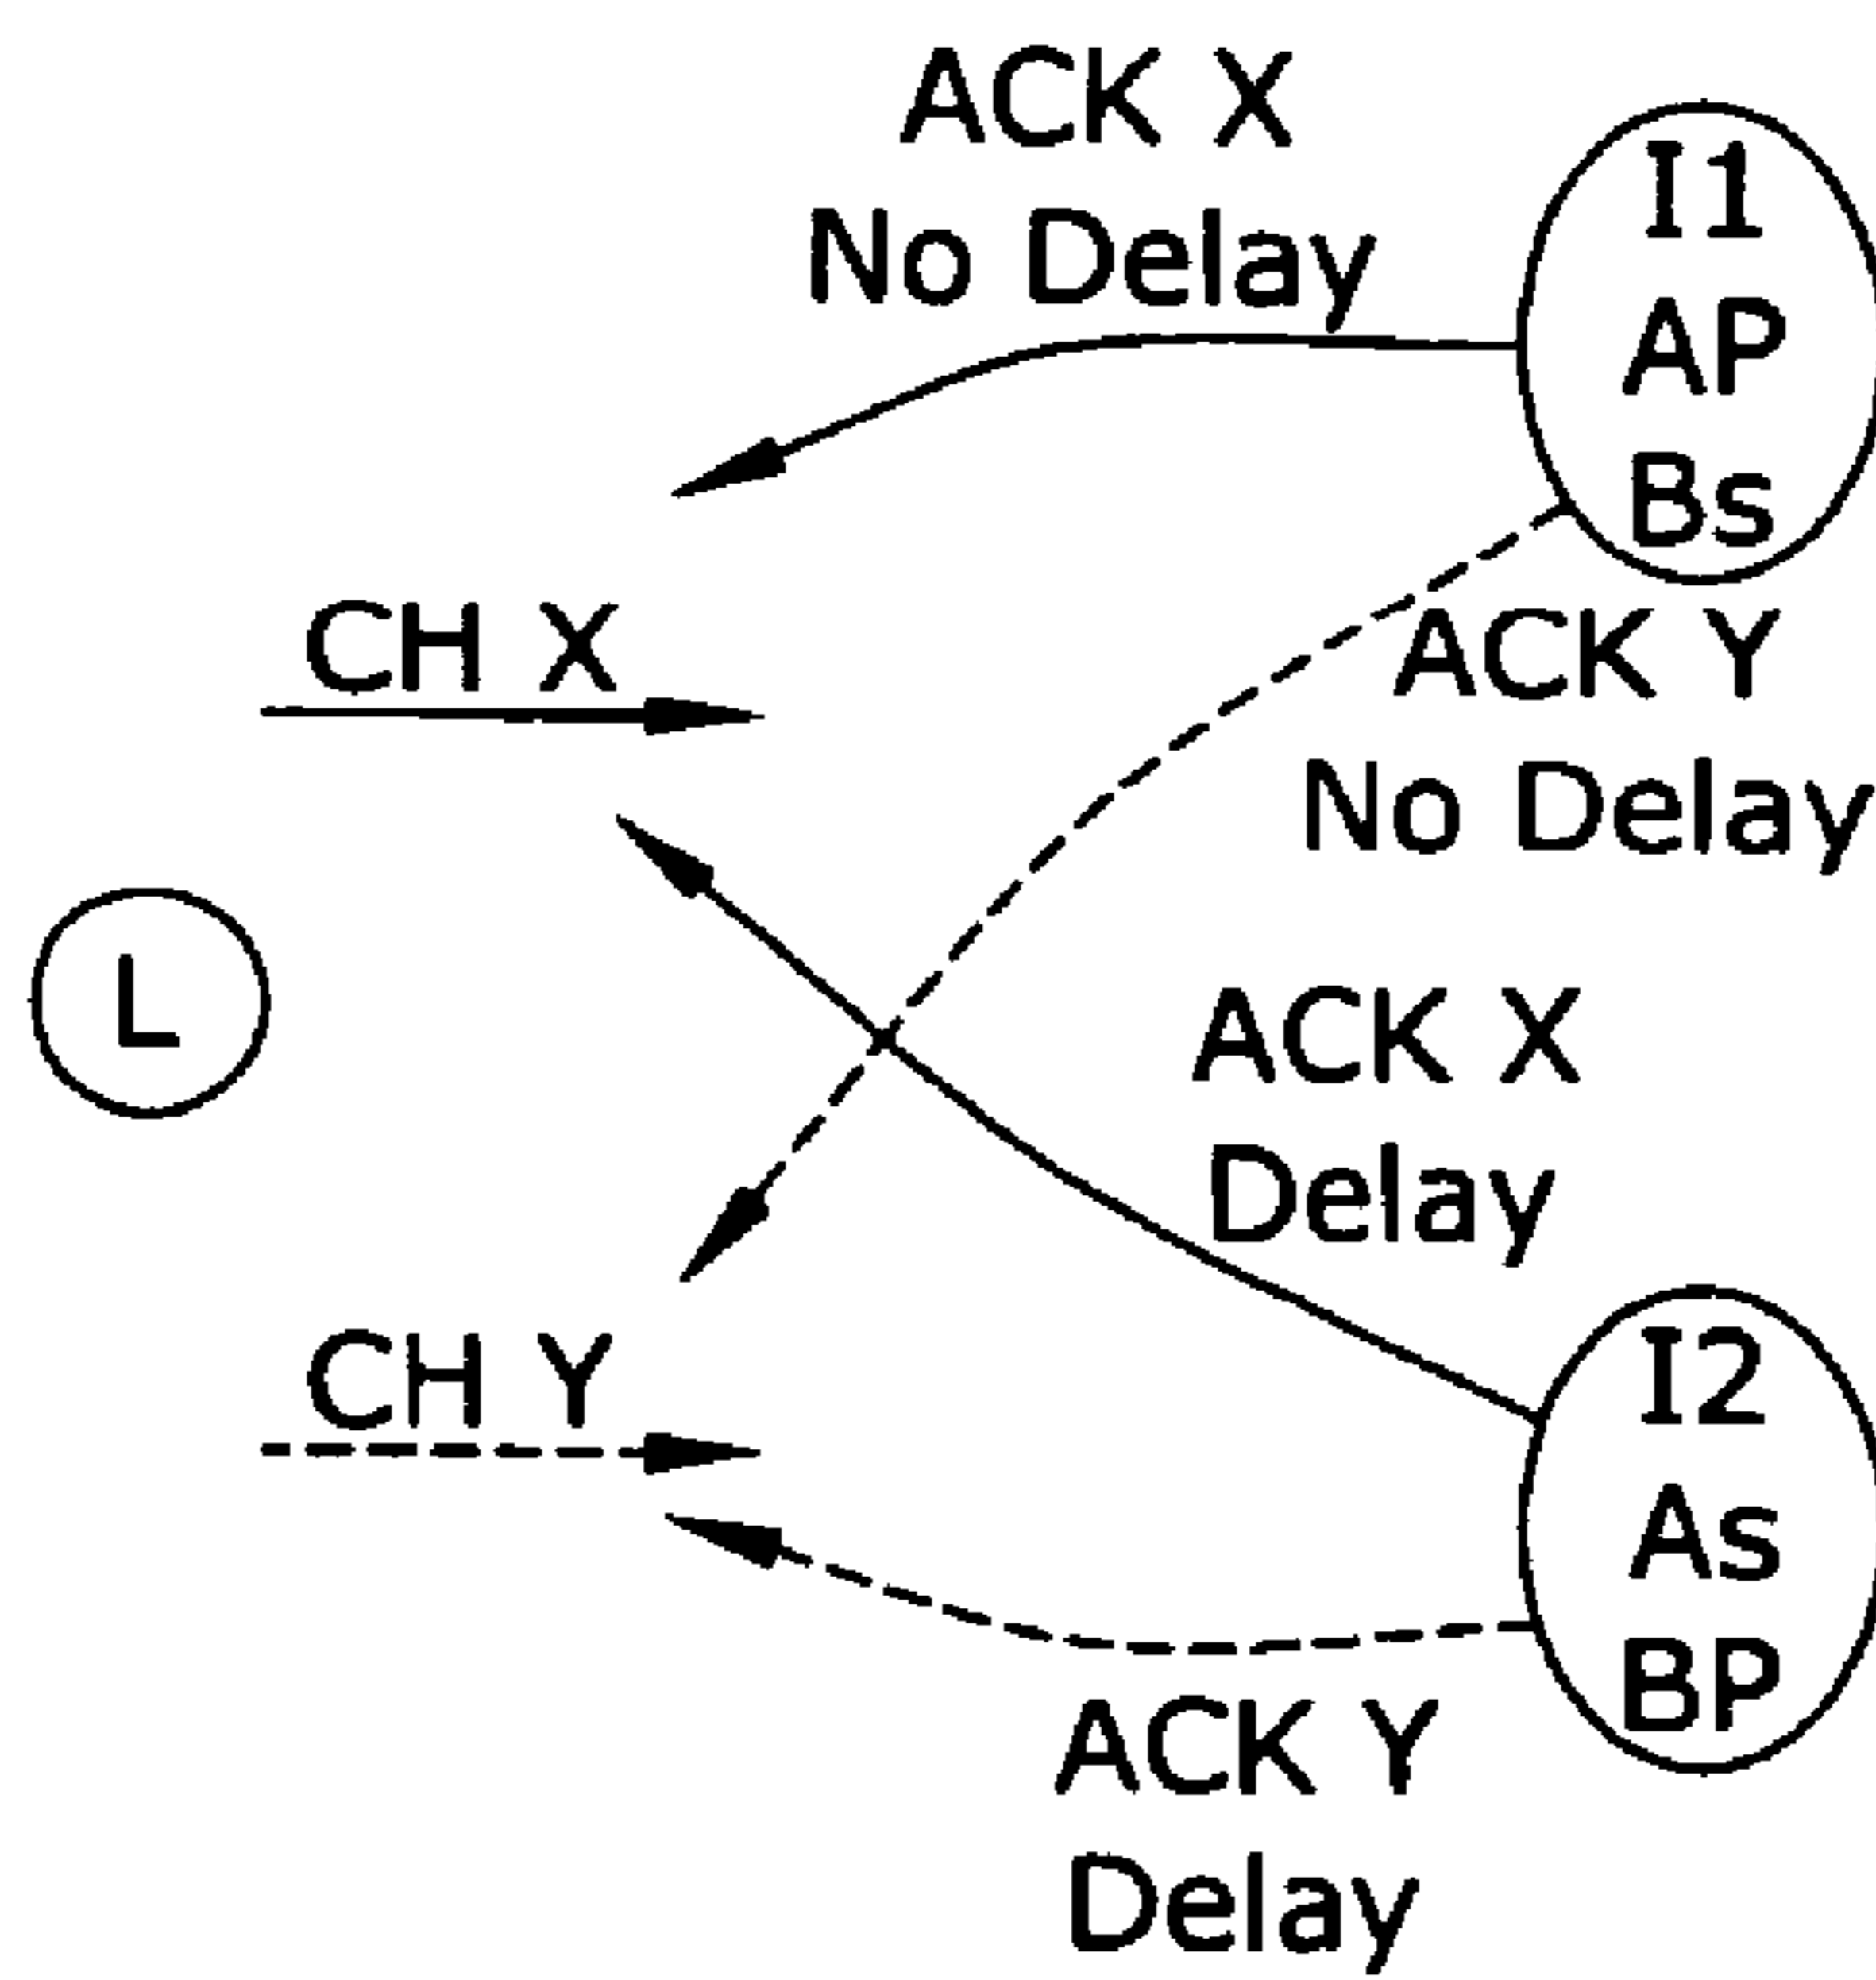 ACK X
No Delay
I1
AP
Bs
CH X
ACK Y
No Delay
L
ACK X
Delay
CH Y
I2
As
BP
ACK Y
Delay